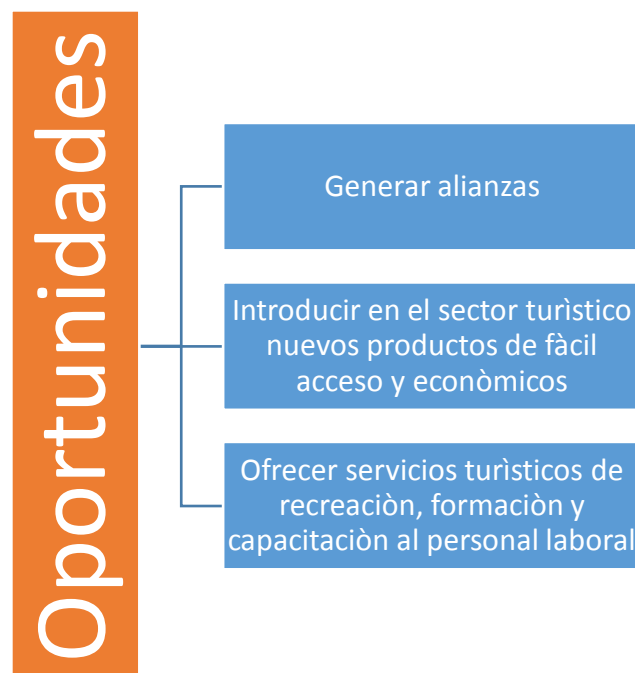 Oportunidades
Generar alianzas
Introducir en el sector turìstico
nuevos productos de fàcil
acceso y econòmicos
Ofrecer servicios turìsticos de
recreaciòn, formaciòn y
capacitaciòn al personal laboral